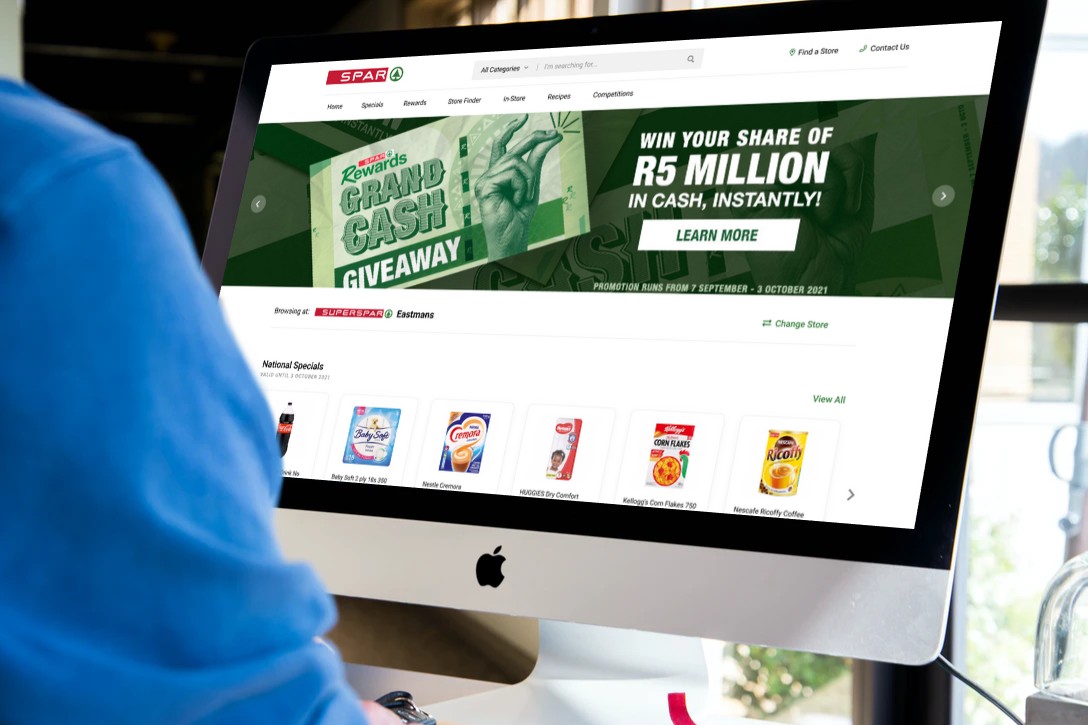 SPAR
All Categories
I'm searching for...
Find a Store
Contact Us
Home
Specials
Rewards
Store Finder
In-Store
Recipes
Competitions
INSTANTLY
SPAR
Rewards
GRAND
CASH
GIVEAWAY
WIN YOUR SHARE OF
R5 MILLION
IN CASH, INSTANTLY!
LEARN MORE
PROMOTION RUNS FROM 7 SEPTEMBER - 3 OCTOBER 2021
Browsing at:
SUPERSPAR
Eastmans
Change Store
National Specials
VALID UNTIL 3 OCTOBER 2021
View All
Baby Soft
Cremora
Huggies
Kellogg's
CORN FLAKES
NESCAFÉ
Ricoffy
Baby Soft 2 ply 18s 350
Nestle Cremora
HUGGIES Dry Comfort
Kellogg's Corn Flakes 750
Nescafe Ricoffy Coffee